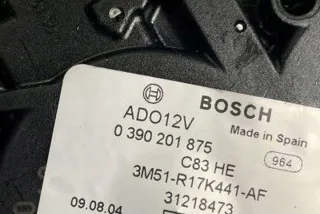 BOSCH
ADO12V
Made in Spain
0 390 201 875
C83 HE
964
3M51-R17K441-AF
31218473
09.08.04